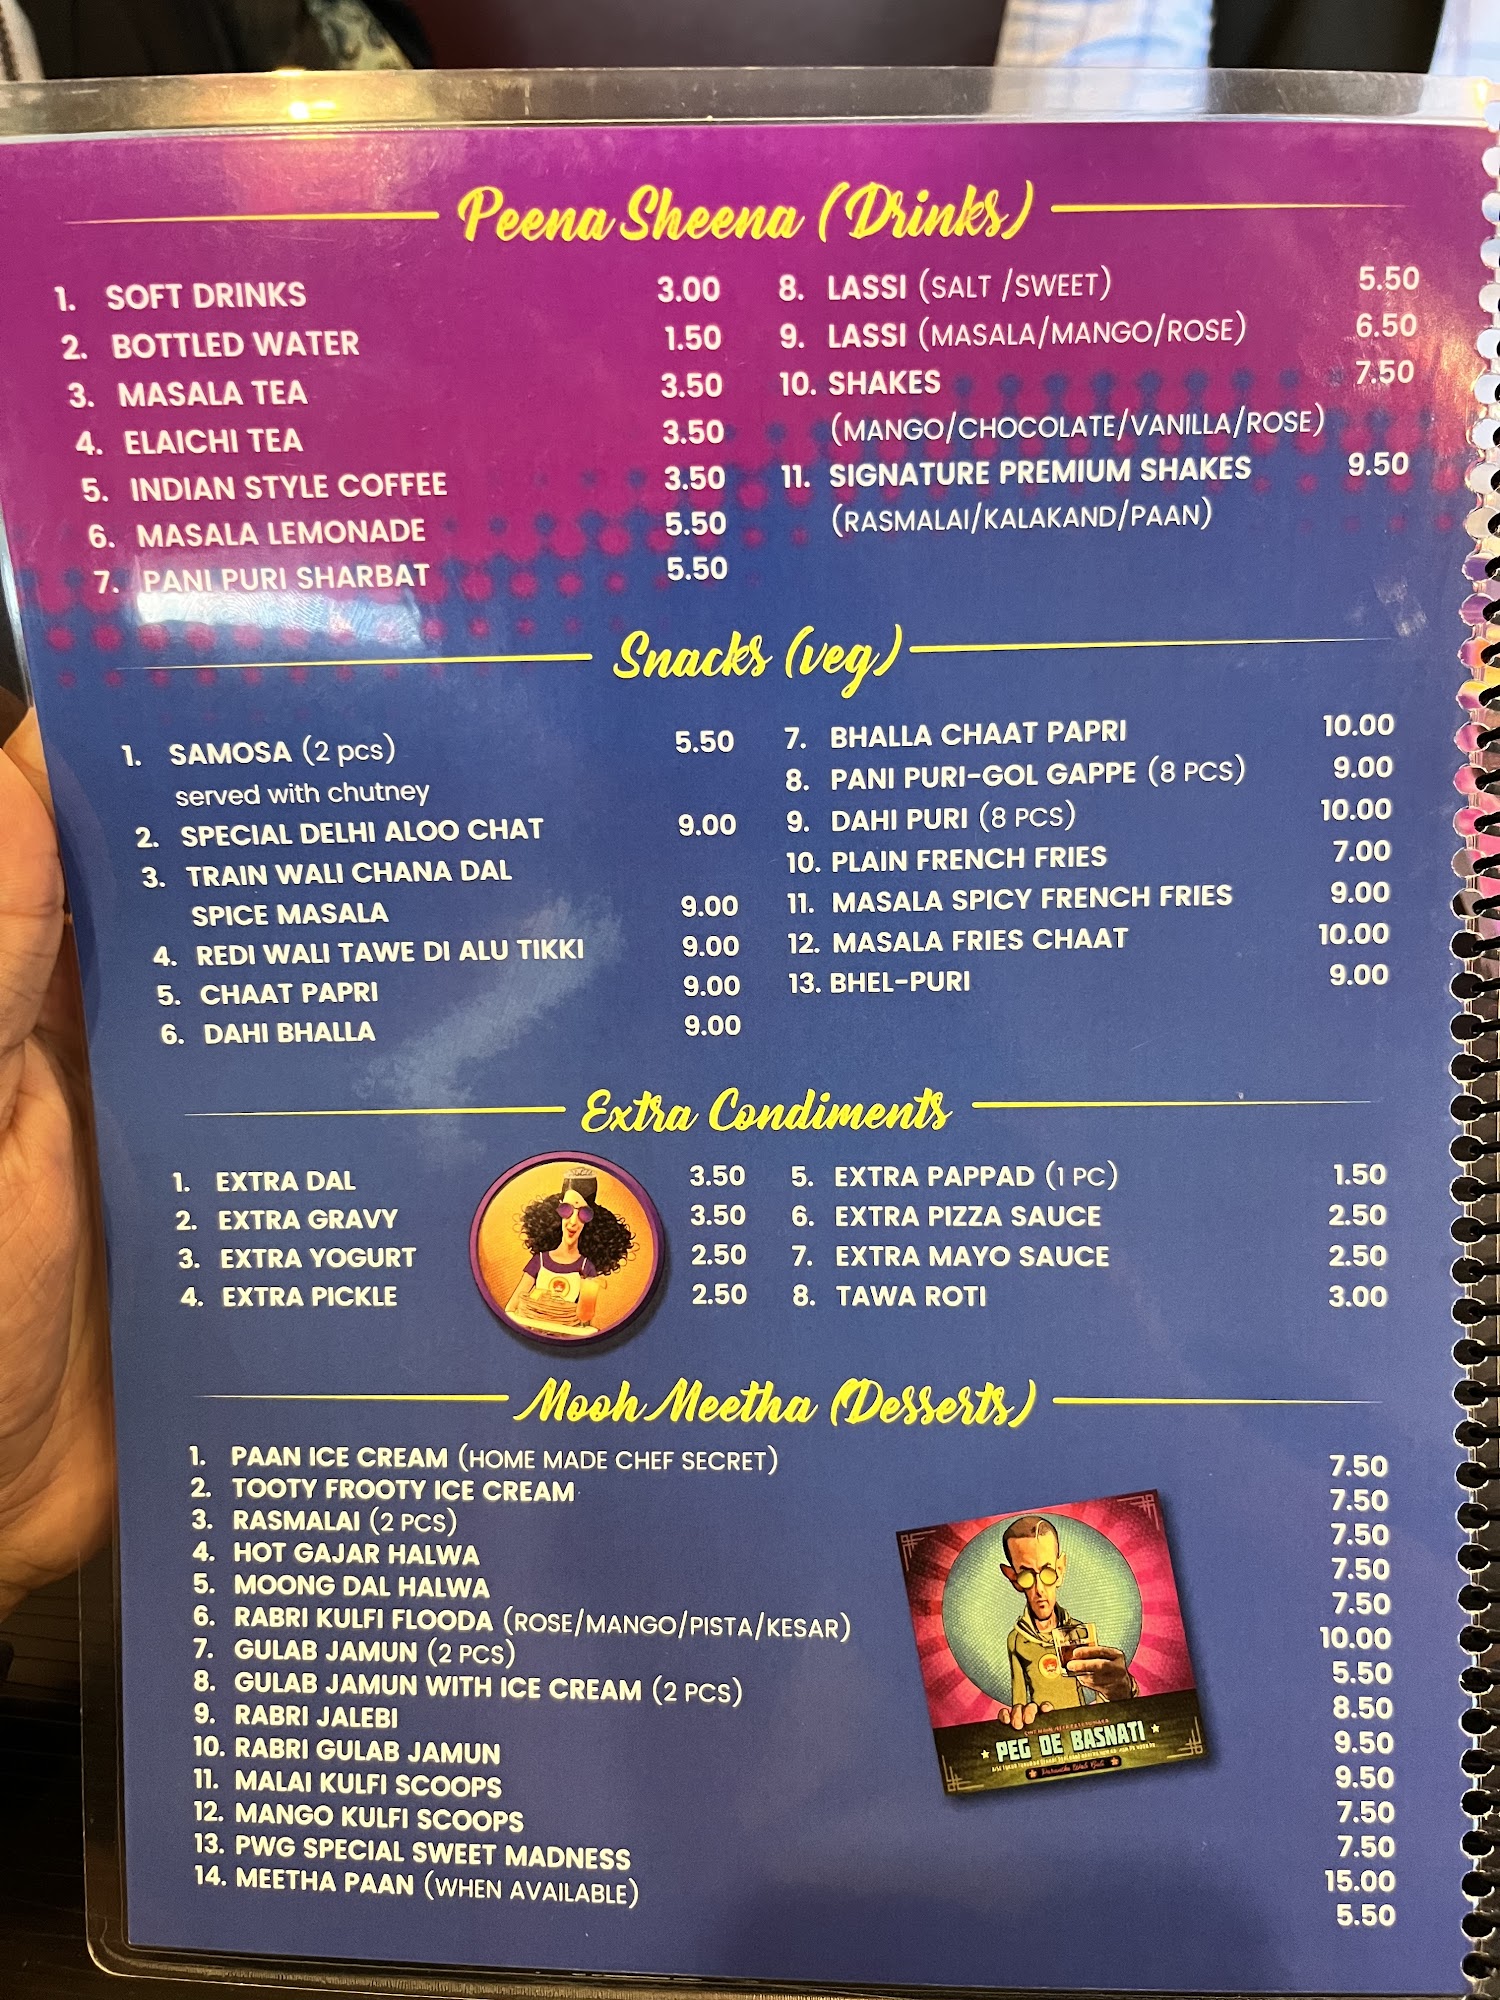 Peena Sheena (Drinks)
1. SOFT DRINKS 3.00
2. BOTTLED WATER 1.50
3. MASALA TEA 3.50
4. ELAICHI TEA 3.50
5. INDIAN STYLE COFFEE 3.50
6. MASALA LEMONADE 5.50
7. PANI PURI SHARBAT 5.50
8. LASSI (SALT /SWEET) 5.50
9. LASSI (MASALA/MANGO/ROSE) 6.50
10. SHAKES 7.50
(MANGO/CHOCOLATE/VANILLA/ROSE)
11. SIGNATURE PREMIUM SHAKES 9.50
(RASMALAI/KALAKAND/PAAN)
Snacks (veg)
1. SAMOSA (2 pcs) 5.50
served with chutney
2. SPECIAL DELHI ALOO CHAT 9.00
3. TRAIN WALI CHANA DAL
SPICE MASALA 9.00
4. REDI WALI TAWE DI ALU TIKKI 9.00
5. CHAAT PAPRI 9.00
6. DAHI BHALLA 9.00
7. BHALLA CHAAT PAPRI 10.00
8. PANI PURI-GOL GAPPE (8 PCS) 9.00
9. DAHI PURI (8 PCS) 10.00
10. PLAIN FRENCH FRIES 7.00
11. MASALA SPICY FRENCH FRIES 9.00
12. MASALA FRIES CHAAT 10.00
13. BHEL-PURI 9.00
Extra Condiments
1. EXTRA DAL 3.50
2. EXTRA GRAVY 3.50
3. EXTRA YOGURT 2.50
4. EXTRA PICKLE 2.50
5. EXTRA PAPPAD (1 PC) 1.50
6. EXTRA PIZZA SAUCE 2.50
7. EXTRA MAYO SAUCE 2.50
8. TAWA ROTI 3.00
Mooh Meetha (Desserts)
1. PAAN ICE CREAM (HOME MADE CHEF SECRET) 7.50
2. TOOTY FROOTY ICE CREAM 7.50
3. RASMALAI (2 PCS) 7.50
4. HOT GAJAR HALWA 7.50
5. MOONG DAL HALWA 7.50
6. RABRI KULFI FLOODA (ROSE/MANGO/PISTA/KESAR) 10.00
7. GULAB JAMUN (2 PCS) 5.50
8. GULAB JAMUN WITH ICE CREAM (2 PCS) 8.50
9. RABRI JALEBI 9.50
10. RABRI GULAB JAMUN 9.50
11. MALAI KULFI SCOOPS 7.50
12. MANGO KULFI SCOOPS 7.50
13. PWG SPECIAL SWEET MADNESS 15.00
14. MEETHA PAAN (WHEN AVAILABLE) 5.50
PEG DE BASNATI
Paranthe Wali Gali